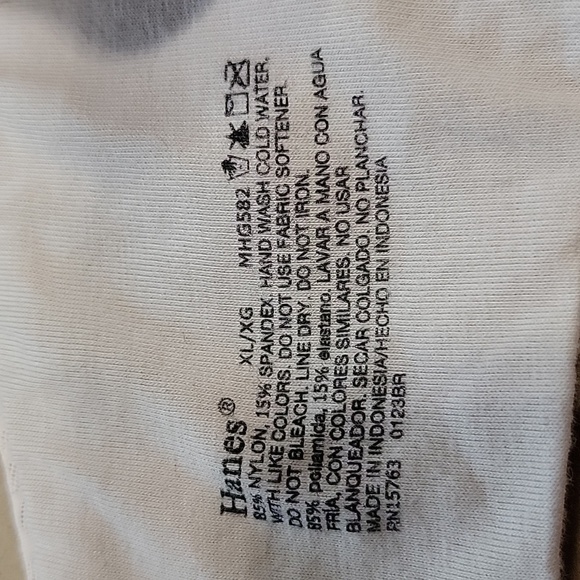 Hanes®
XL/XG MHG582
85% NYLON, 15% SPANDEX. HAND WASH COLD WATER,
WITH LIKE COLORS. DO NOT USE FABRIC SOFTENER.
DO NOT BLEACH. LINE DRY. DO NOT IRON.
85% poliamida, 15% elastano. LAVAR A MANO CON AGUA
FRIA, CON COLORES SIMILARES. NO USAR
BLANQUEADOR. SECAR COLGADO. NO PLANCHAR.
MADE IN INDONESIA/HECHO EN INDONESIA
RN15763 0123BR